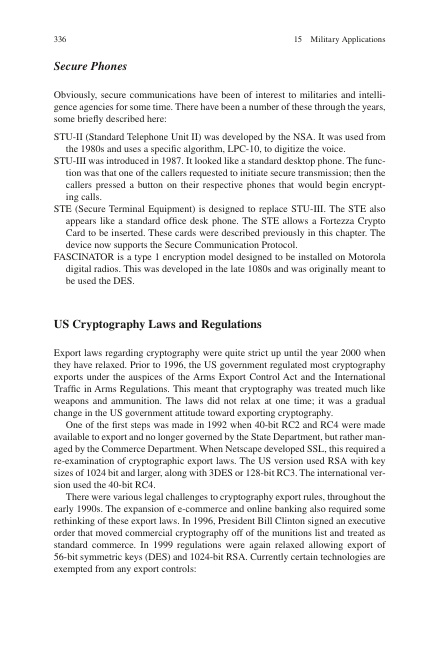 336 15 Military Applications
Secure Phones
Obviously, secure communications have been of interest to militaries and intelli-
gence agencies for some time. There have been a number of these through the years,
some briefly described here:
STU-II (Standard Telephone Unit II) was developed by the NSA. It was used from
the 1980s and uses a specific algorithm, LPC-10, to digitize the voice.
STU-III was introduced in 1987. It looked like a standard desktop phone. The func-
tion was that one of the callers requested to initiate secure transmission; then the
callers pressed a button on their respective phones that would begin encrypt-
ing calls.
STE (Secure Terminal Equipment) is designed to replace STU-III. The STE also
appears like a standard office desk phone. The STE allows a Fortezza Crypto
Card to be inserted. These cards were described previously in this chapter. The
device now supports the Secure Communication Protocol.
FASCINATOR is a type 1 encryption model designed to be installed on Motorola
digital radios. This was developed in the late 1080s and was originally meant to
be used the DES.
US Cryptography Laws and Regulations
Export laws regarding cryptography were quite strict up until the year 2000 when
they have relaxed. Prior to 1996, the US government regulated most cryptography
exports under the auspices of the Arms Export Control Act and the International
Traffic in Arms Regulations. This meant that cryptography was treated much like
weapons and ammunition. The laws did not relax at one time; it was a gradual
change in the US government attitude toward exporting cryptography.
One of the first steps was made in 1992 when 40-bit RC2 and RC4 were made
available to export and no longer governed by the State Department, but rather man-
aged by the Commerce Department. When Netscape developed SSL, this required a
re-examination of cryptographic export laws. The US version used RSA with key
sizes of 1024 bit and larger, along with 3DES or 128-bit RC3. The international ver-
sion used the 40-bit RC4.
There were various legal challenges to cryptography export rules, throughout the
early 1990s. The expansion of e-commerce and online banking also required some
rethinking of these export laws. In 1996, President Bill Clinton signed an executive
order that moved commercial cryptography off of the munitions list and treated as
standard commerce. In 1999 regulations were again relaxed allowing export of
56-bit symmetric keys (DES) and 1024-bit RSA. Currently certain technologies are
exempted from any export controls: